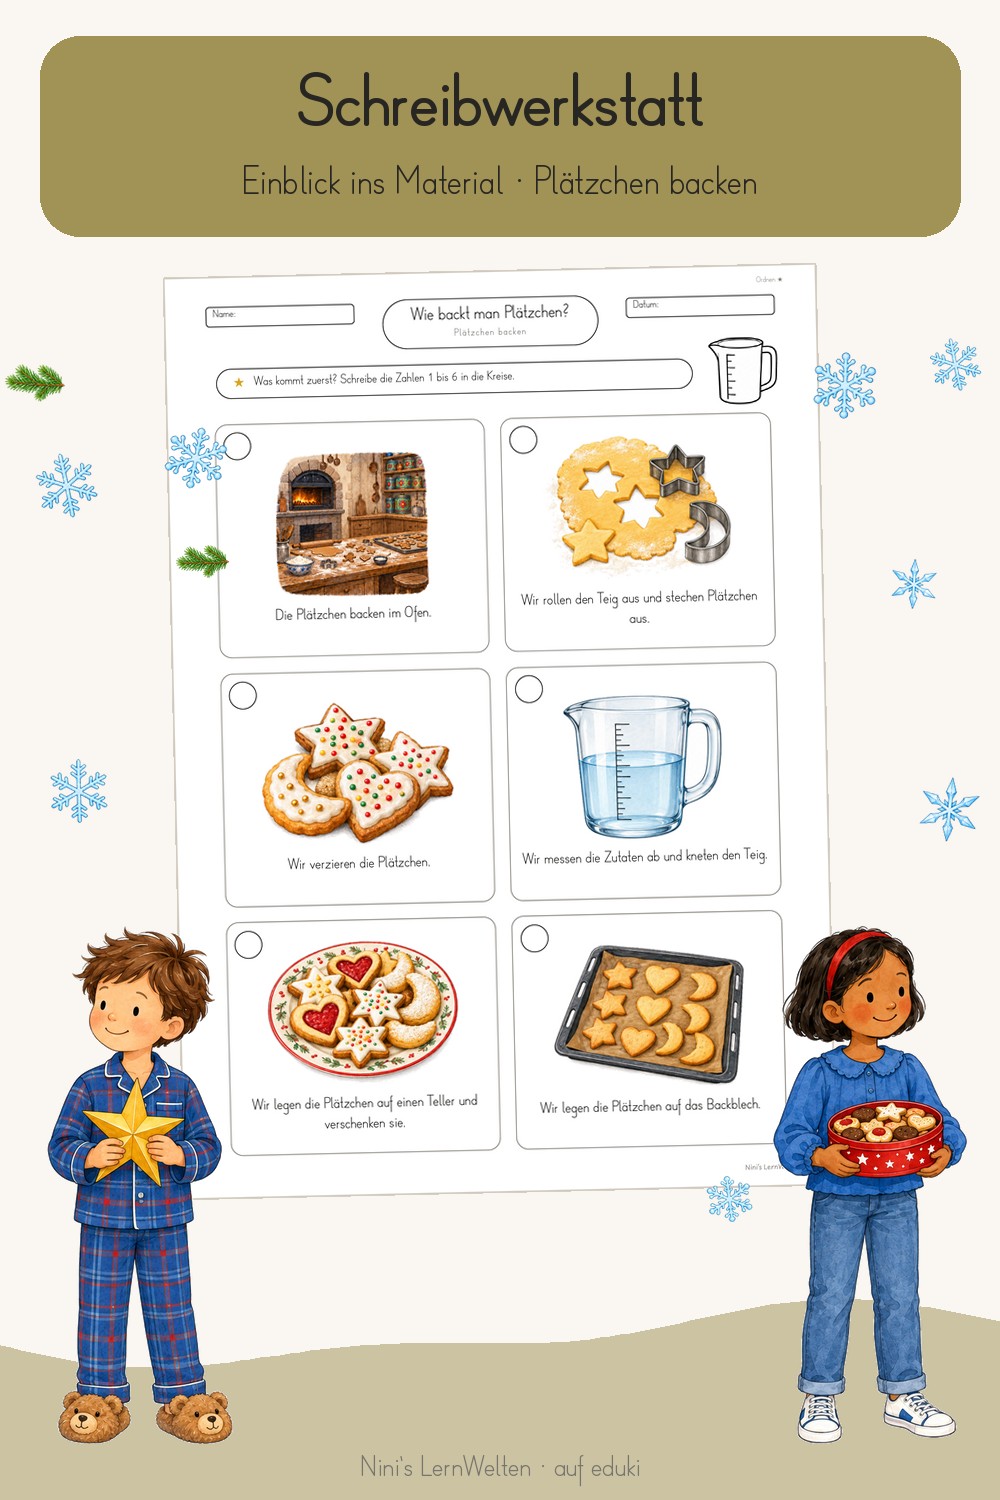 Schreibwerkstatt
Einblick ins Material · Plätzchen backen
Ordnen ★
Name:
Wie backt man Plätzchen?
Plätzchen backen
Datum:
★ Was kommt zuerst? Schreibe die Zahlen 1 bis 6 in die Kreise.
Die Plätzchen backen im Ofen.
Wir rollen den Teig aus und stechen Plätzchen
aus.
Wir verzieren die Plätzchen.
Wir messen die Zutaten ab und kneten den Teig.
Wir legen die Plätzchen auf einen Teller und
verschenken sie.
Wir legen die Plätzchen auf das Backblech.
Nini's LernW
Nini's LernWelten · auf eduki